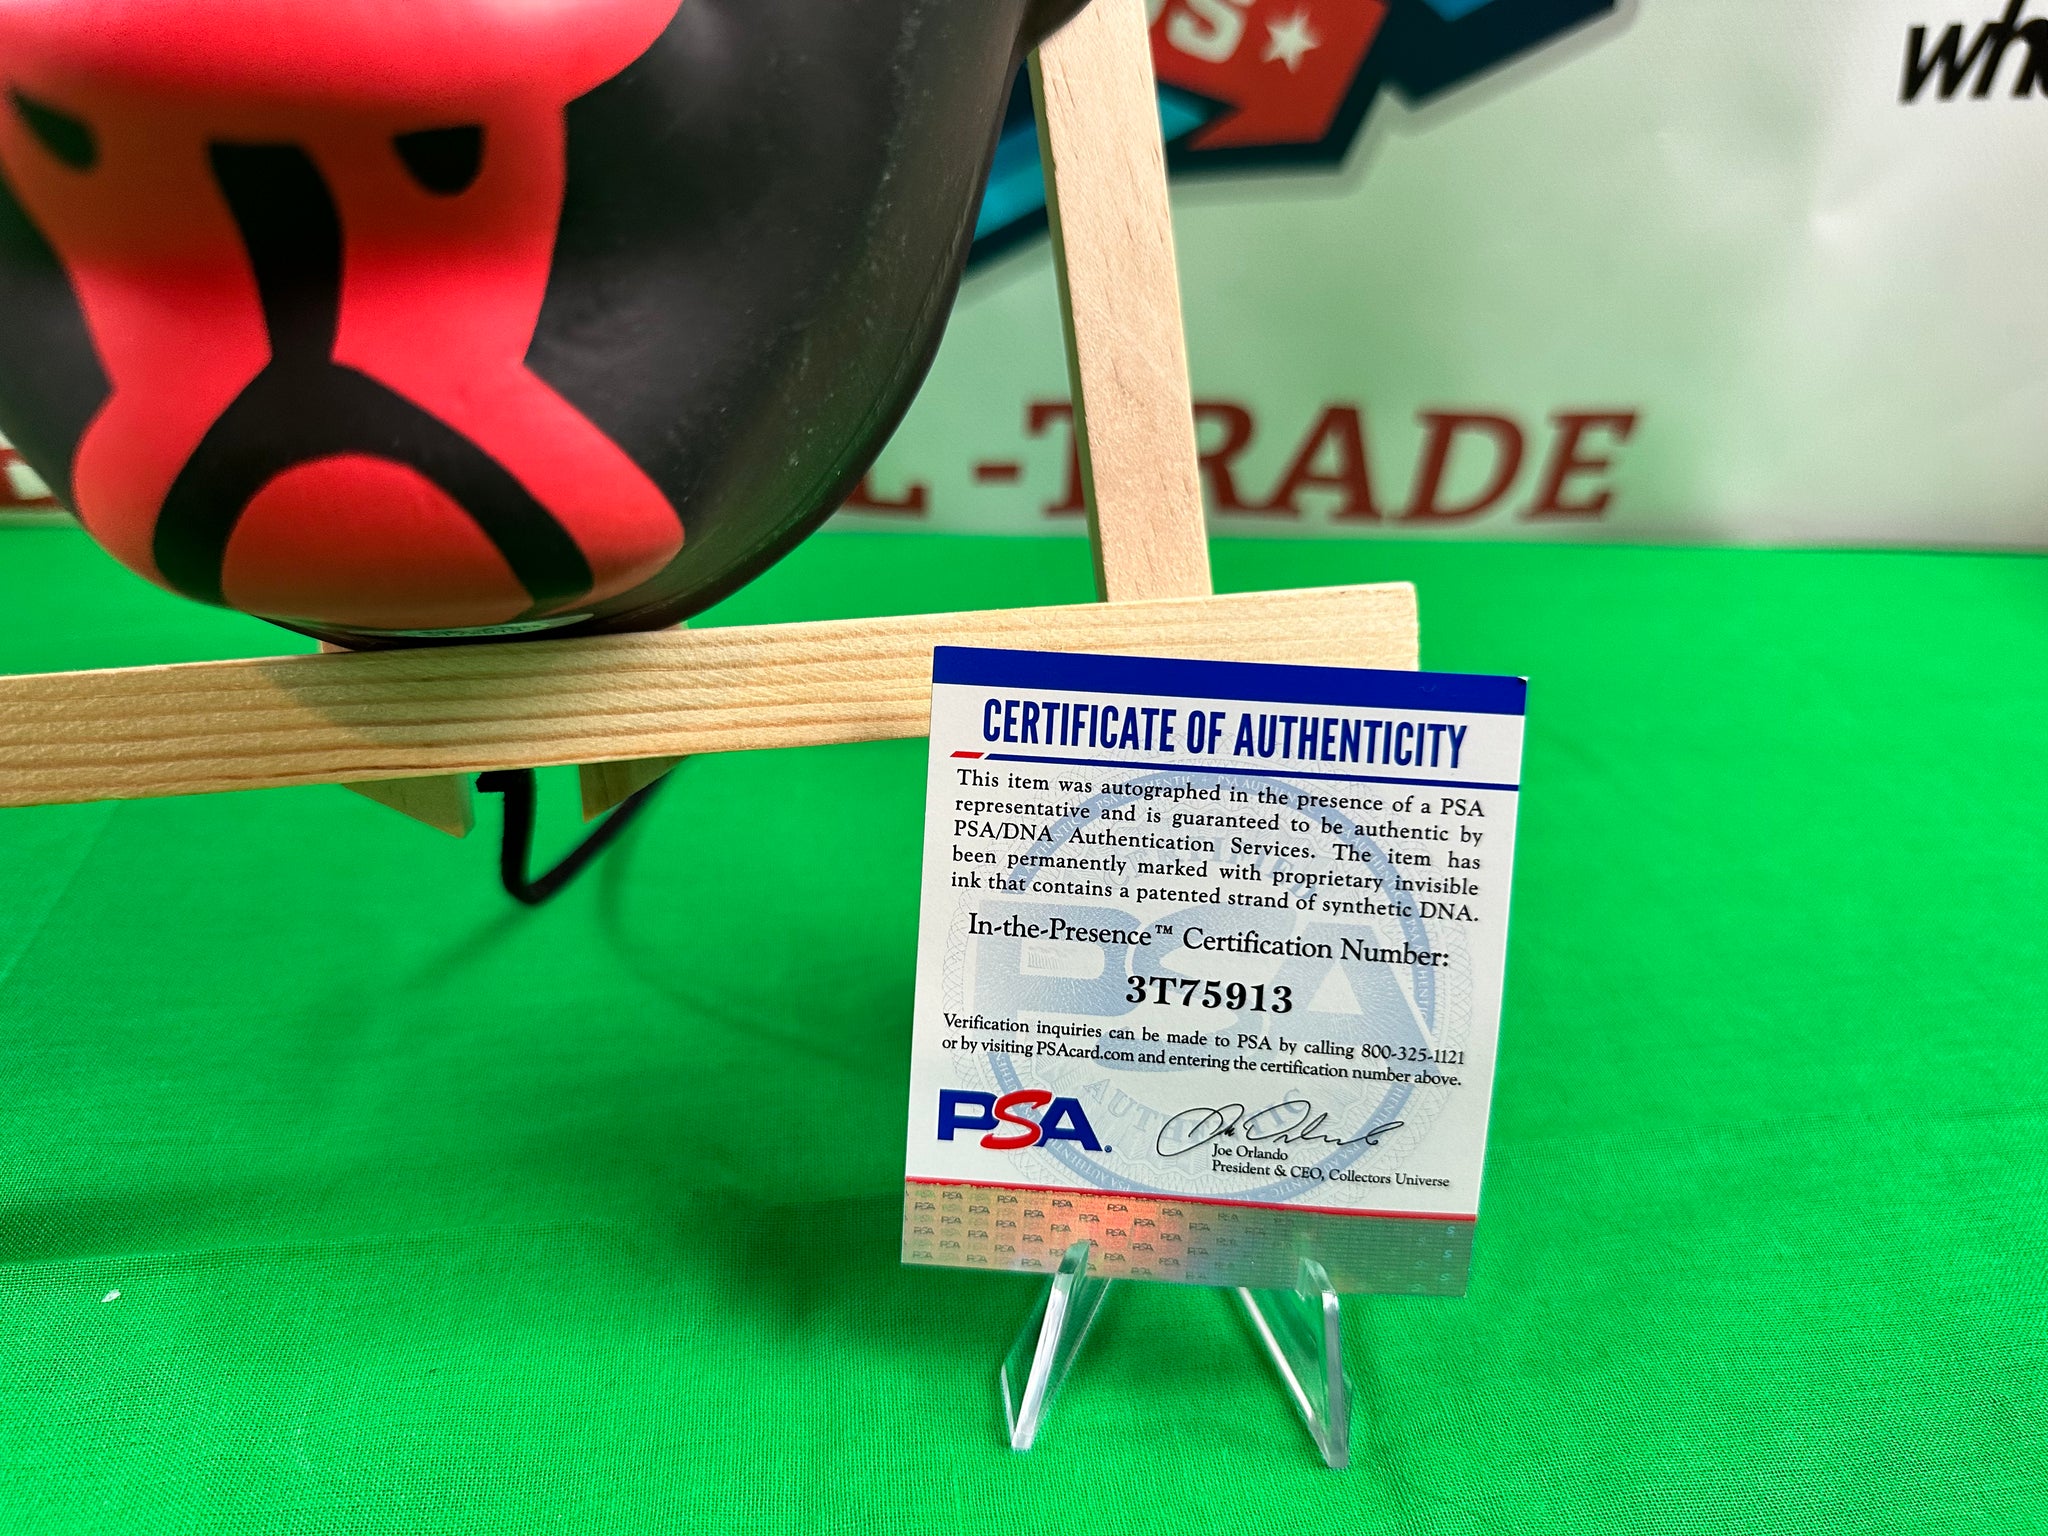 DS
wh
L -TRADE
CERTIFICATE OF AUTHENTICITY
This item was autographed in the presence of a PSA
representative and is guaranteed to be authentic by
PSA/DNA Authentication Services. The item has
been permanently marked with proprietary invisible
ink that contains a patented strand of synthetic DNA.
In-the-Presence™ Certification Number:
3T75913
Verification inquiries can be made to PSA by calling 800-325-1121
or by visiting PSAcard.com and entering the certification number above.
PSA®
Joe Orlando
President & CEO, Collectors Universe